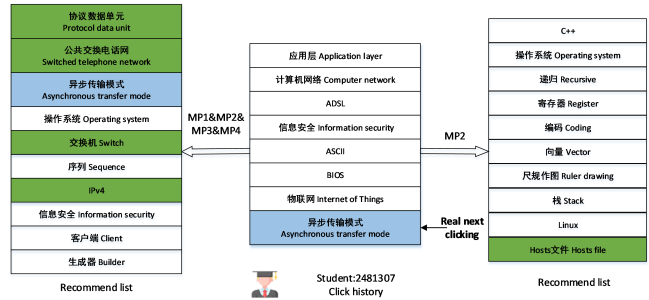 协议数据单元
Protocol data unit
公共交换电话网
Switched telephone network
异步传输模式
Asynchronous transfer mode
操作系统 Operating system
交换机 Switch
序列 Sequence
IPv4
信息安全 Information security
客户端 Client
生成器 Builder
Recommend list
MP1&MP2&
MP3&MP4
应用层 Application layer
计算机网络 Computer network
ADSL
信息安全 Information security
ASCII
BIOS
物联网 Internet of Things
异步传输模式
Asynchronous transfer mode
Student:2481307
Click history
MP2
Real next
clicking
C++
操作系统 Operating system
递归 Recursive
寄存器 Register
编码 Coding
向量 Vector
尺规作图 Ruler drawing
栈 Stack
Linux
Hosts文件 Hosts file
Recommend list